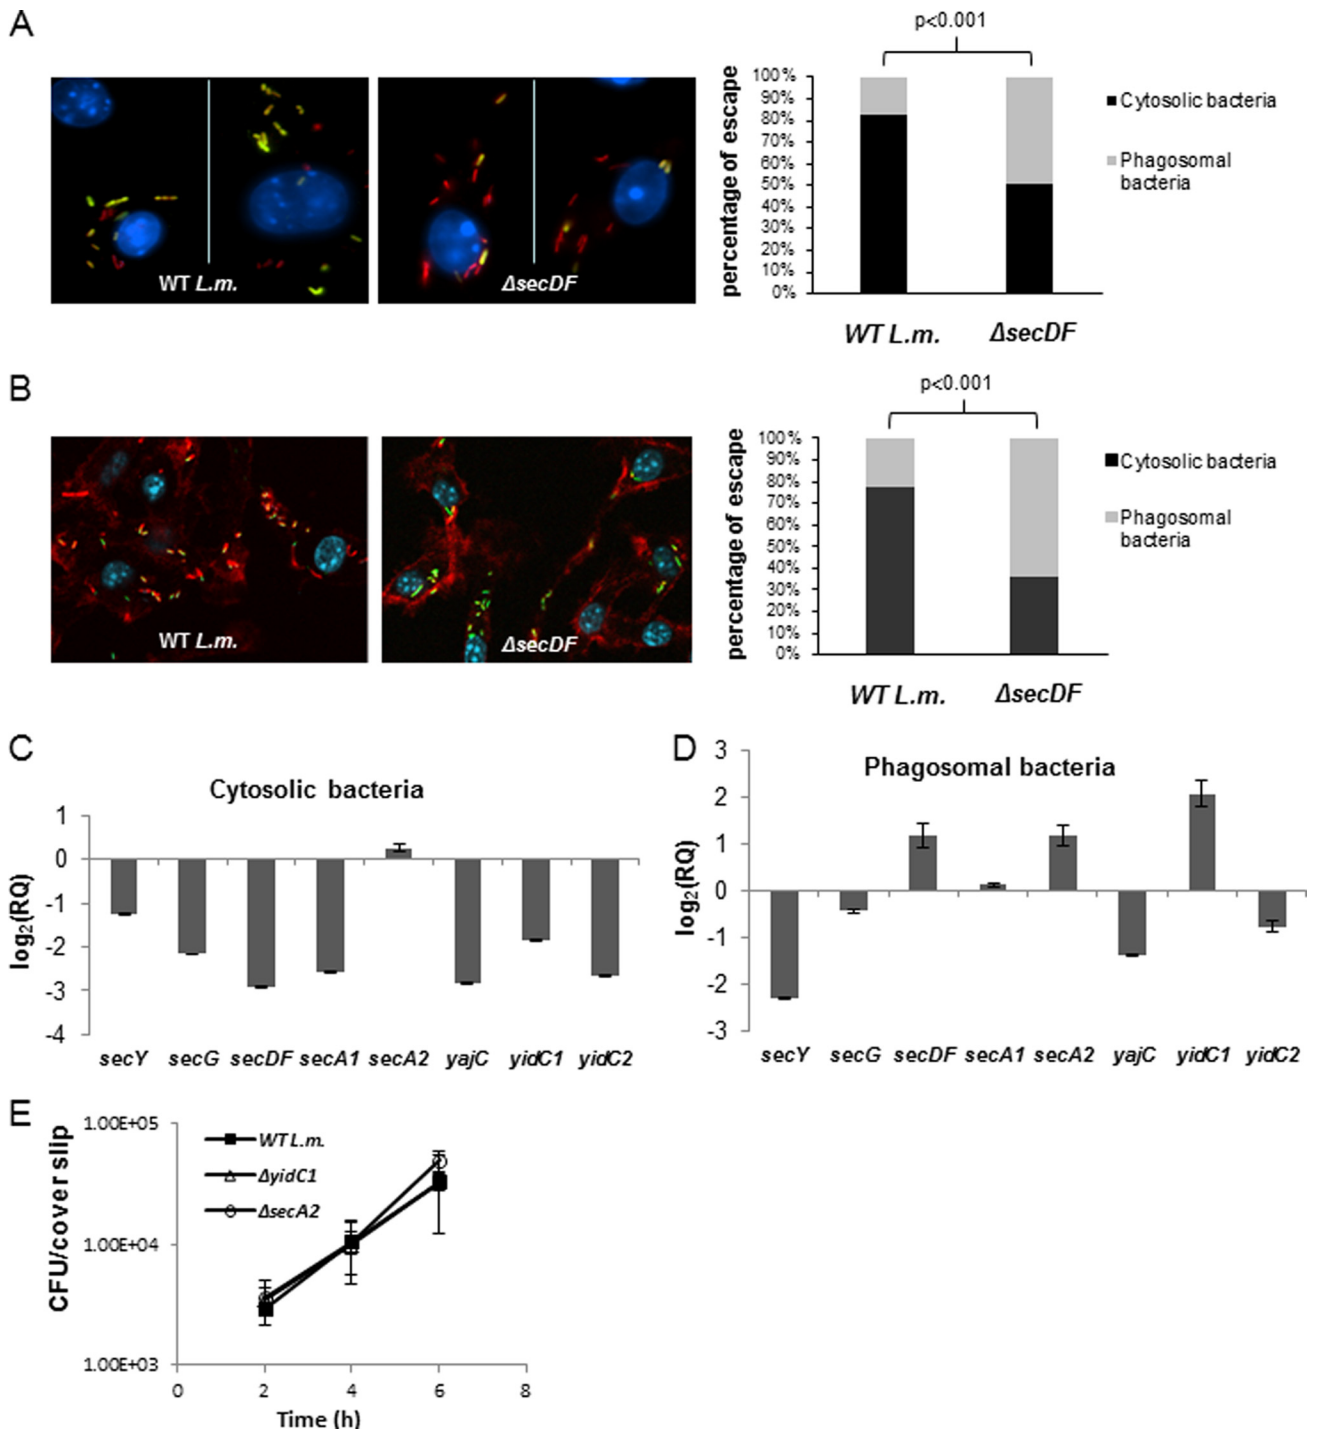 A
p<0.001
percentage of escape
100%
90%
80%
70%
60%
50%
40%
30%
20%
10%
0%
Cytosolic bacteria
Phagosomal
bacteria
WT L.m.
ΔsecDF
WT L.m.
ΔsecDF
B
p<0.001
percentage of escape
100%
90%
80%
70%
60%
50%
40%
30%
20%
10%
0%
Cytosolic bacteria
Phagosomal
bacteria
WT L.m.
ΔsecDF
WT L.m.
ΔsecDF
C
Cytosolic bacteria
log₂(RQ)
1
0
-1
-2
-3
-4
secY secG secDF secA1 secA2 yajC yidC1 yidC2
D
Phagosomal bacteria
log₂(RQ)
3
2
1
0
-1
-2
-3
secY secG secDF secA1 secA2 yajC yidC1 yidC2
E
CFU/cover slip
1.00E+05
1.00E+04
1.00E+03
WT L.m.
ΔyidC1
ΔsecA2
0 2 4 6 8
Time (h)